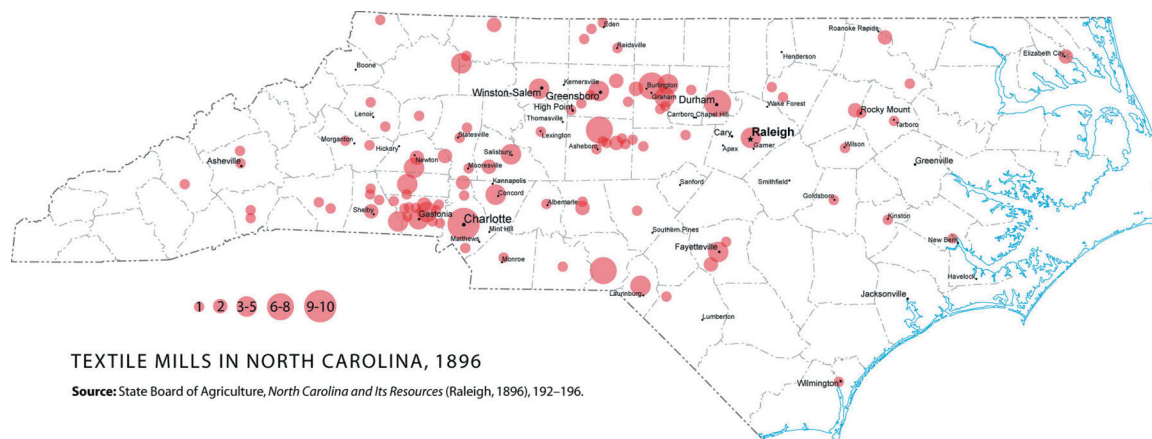 Eden
Roanoke Rapids
Reidsville
Henderson
Elizabeth City
Boone
Kernersville
Burlington
Winston-Salem
Greensboro
Graham
Durham
High Point
Wake Forest
Rocky Mount
Lenoir
Thomasville
Carrboro
Chapel Hill
Tarboro
Statesville
Lexington
Cary
Raleigh
Morganton
Hickory
Asheboro
Apex
Garner
Wilson
Salisbury
Newton
Asheville
Mooresville
Greenville
Kannapolis
Sanford
Smithfield
Concord
Goldsboro
Albemarle
Shelby
Gastonia
Charlotte
Kinston
Mint Hill
Southern Pines
Matthews
Fayetteville
New Bern
Monroe
Havelock
Laurinburg
Jacksonville
1 2 3-5 6-8 9-10
Lumberton
TEXTILE MILLS IN NORTH CAROLINA, 1896
Wilmington
Source: State Board of Agriculture, North Carolina and Its Resources (Raleigh, 1896), 192–196.